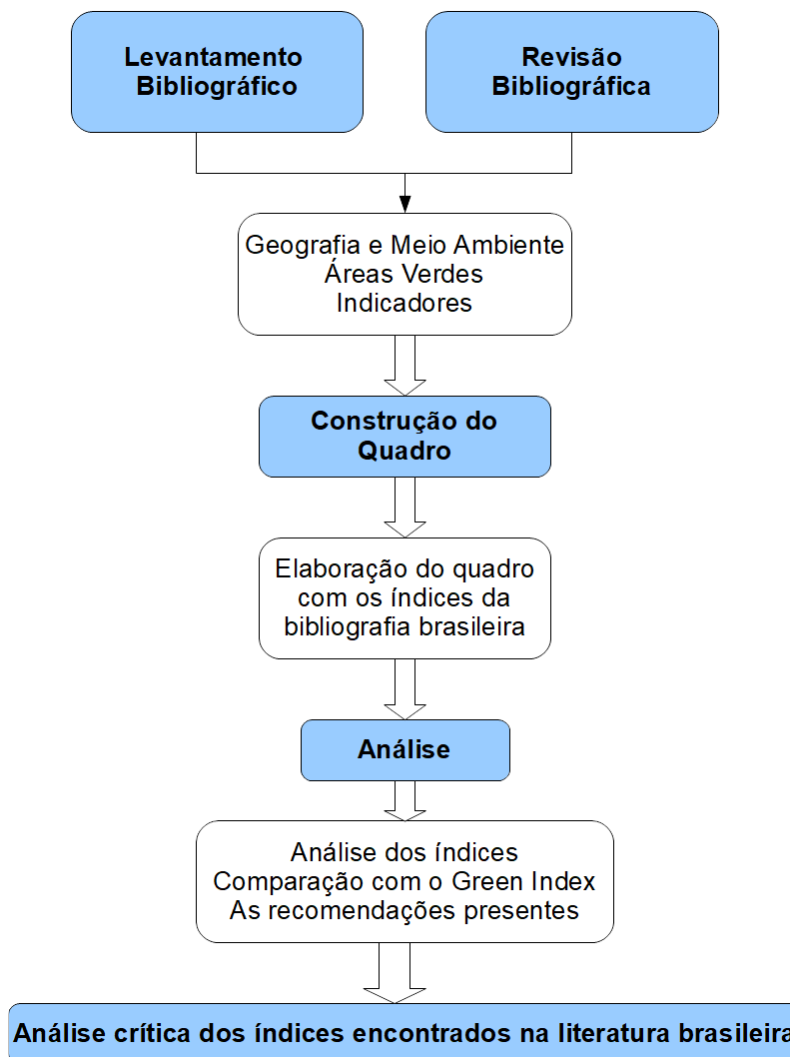 Levantamento
Bibliográfico
Revisão
Bibliográfica
Geografia e Meio Ambiente
Áreas Verdes
Indicadores
Construção do
Quadro
Elaboração do quadro
com os índices da
bibliografia brasileira
Análise
Análise dos índices
Comparação com o Green Index
As recomendações presentes
Análise crítica dos índices encontrados na literatura brasileira